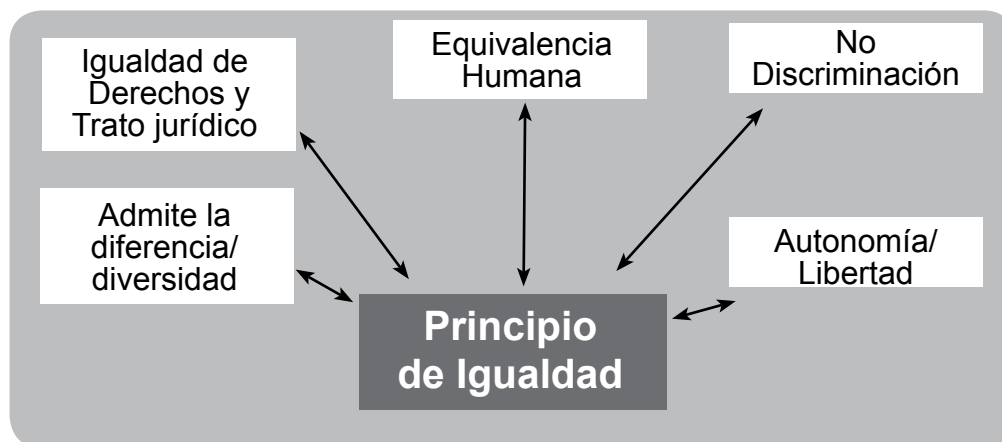 Igualdad de
Derechos y
Trato jurídico
Equivalencia
Humana
No
Discriminación
Admite la
diferencia/
diversidad
Autonomía/
Libertad
Principio
de Igualdad